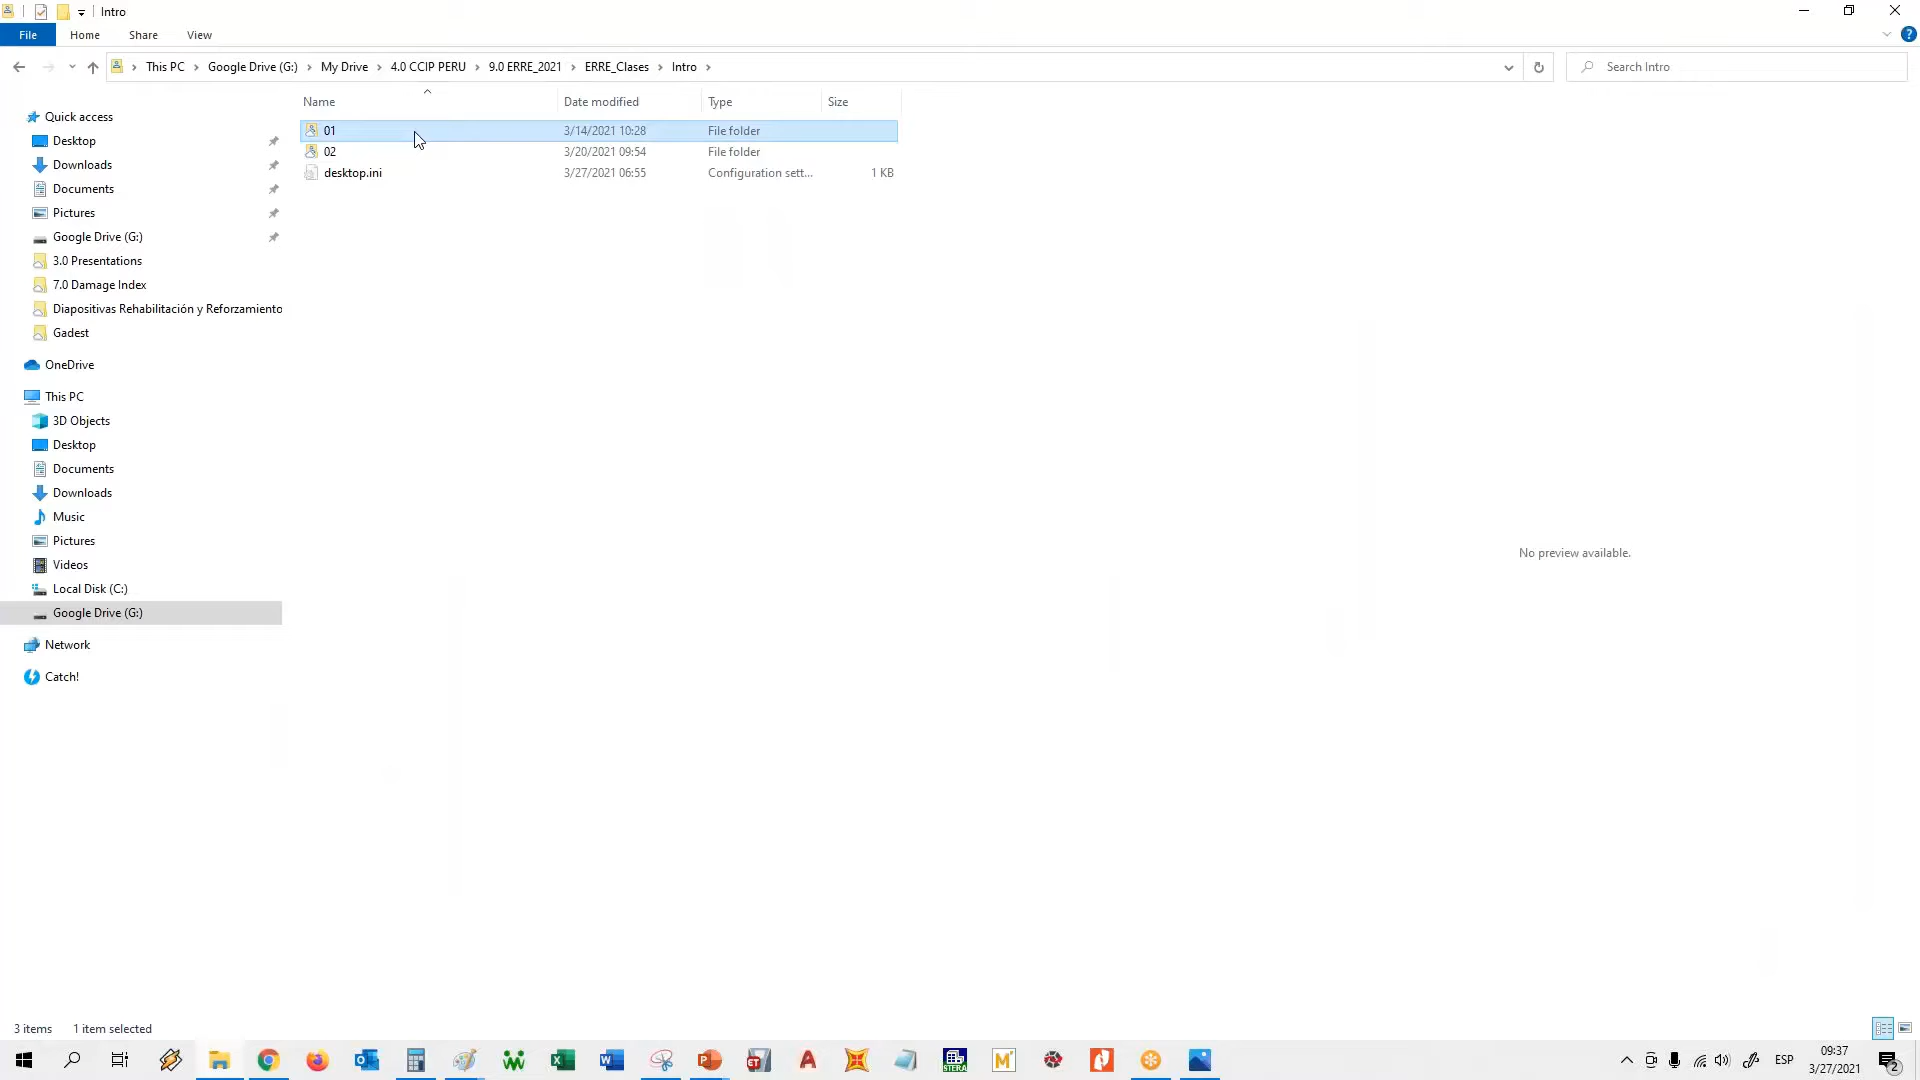 Intro
File Home Share View
This PC Google Drive (G:) My Drive 4.0 CCIP PERU 9.0 ERRE_2021 ERRE_Clases Intro
Search Intro
Name Date modified Type Size
01 3/14/2021 10:28 File folder
02 3/20/2021 09:54 File folder
desktop.ini 3/27/2021 06:55 Configuration sett... 1 KB
Quick access
Desktop
Downloads
Documents
Pictures
Google Drive (G:)
3.0 Presentations
7.0 Damage Index
Diapositivas Rehabilitación y Reforzamiento
Gadest
OneDrive
This PC
3D Objects
Desktop
Documents
Downloads
Music
Pictures
Videos
Local Disk (C:)
Google Drive (G:)
Network
Catch!
No preview available.
3 items 1 item selected
ET
STERA
ESP
09:37
3/27/2021
2